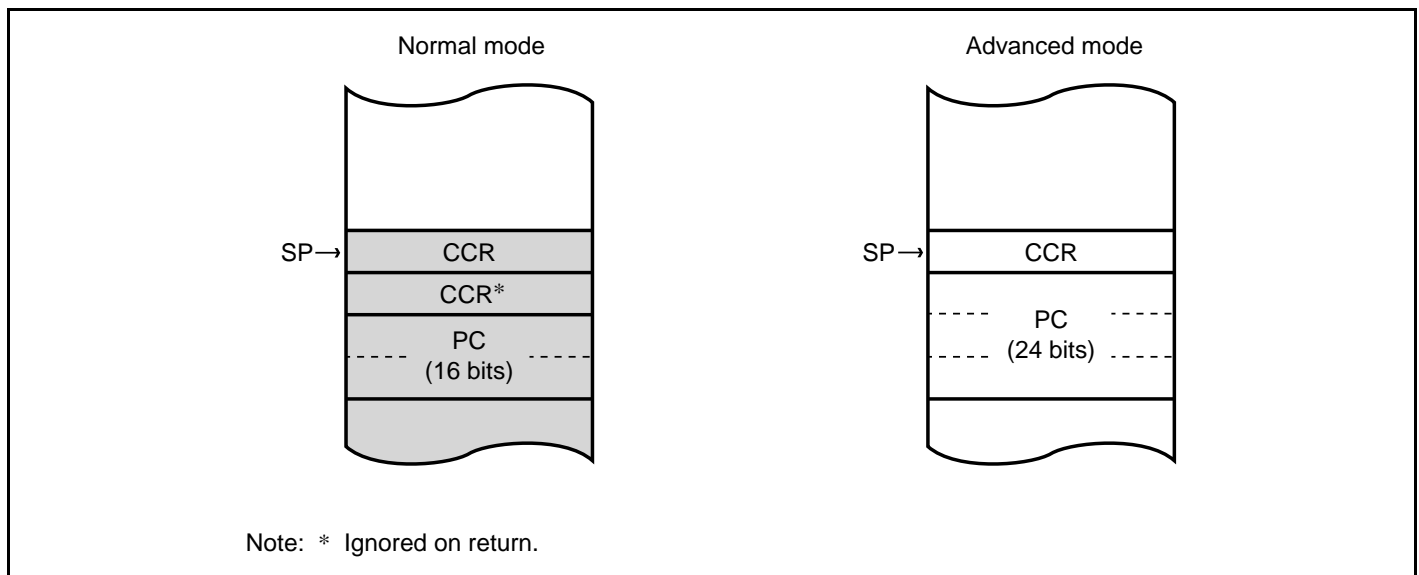 Normal mode
SP→ CCR
CCR*
PC
(16 bits)
Advanced mode
SP→ CCR
PC
(24 bits)
Note: * Ignored on return.